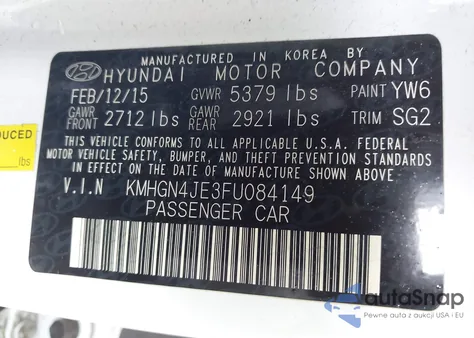 MANUFACTURED IN KOREA BY
HYUNDAI MOTOR COMPANY
FEB/12/15 GVWR 5379 lbs PAINT YW6
GAWR FRONT 2712 lbs GAWR REAR 2921 lbs TRIM SG2
THIS VEHICLE CONFORMS TO ALL APPLICABLE U.S.A. FEDERAL
MOTOR VEHICLE SAFETY, BUMPER, AND THEFT PREVENTION STANDARDS
IN EFFECT ON THE DATE OF MANUFACTURE SHOWN ABOVE.
V.I.N KMHGN4JE3FU084149
PASSENGER CAR
lbs
autoSnap
Pewne auta z aukcji USA i EU